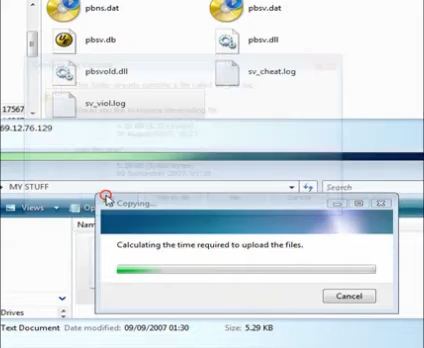 pbns.dat
pbsv.dat
pbsv.db
pbsv.dll
pbsvold.dll
sv_cheat.log
sv_viol.log
17567
69.12.76.129
MY STUFF
Search
Copying...
Views
Nam
Calculating the time required to upload the files.
Cancel
Drives
Text Document Date modified: 09/09/2007 01:30 Size: 5.29 KB